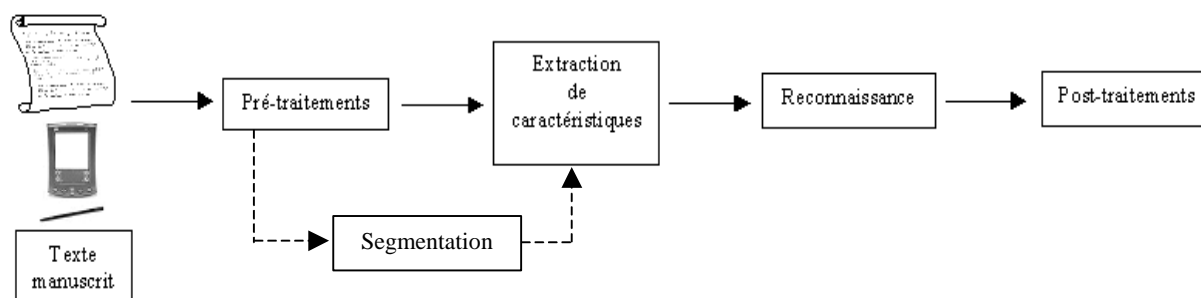 Texte
manuscrit
Pré-traitements
Segmentation
Extraction
de
caractéristiques
Reconnaissance
Post-traitements